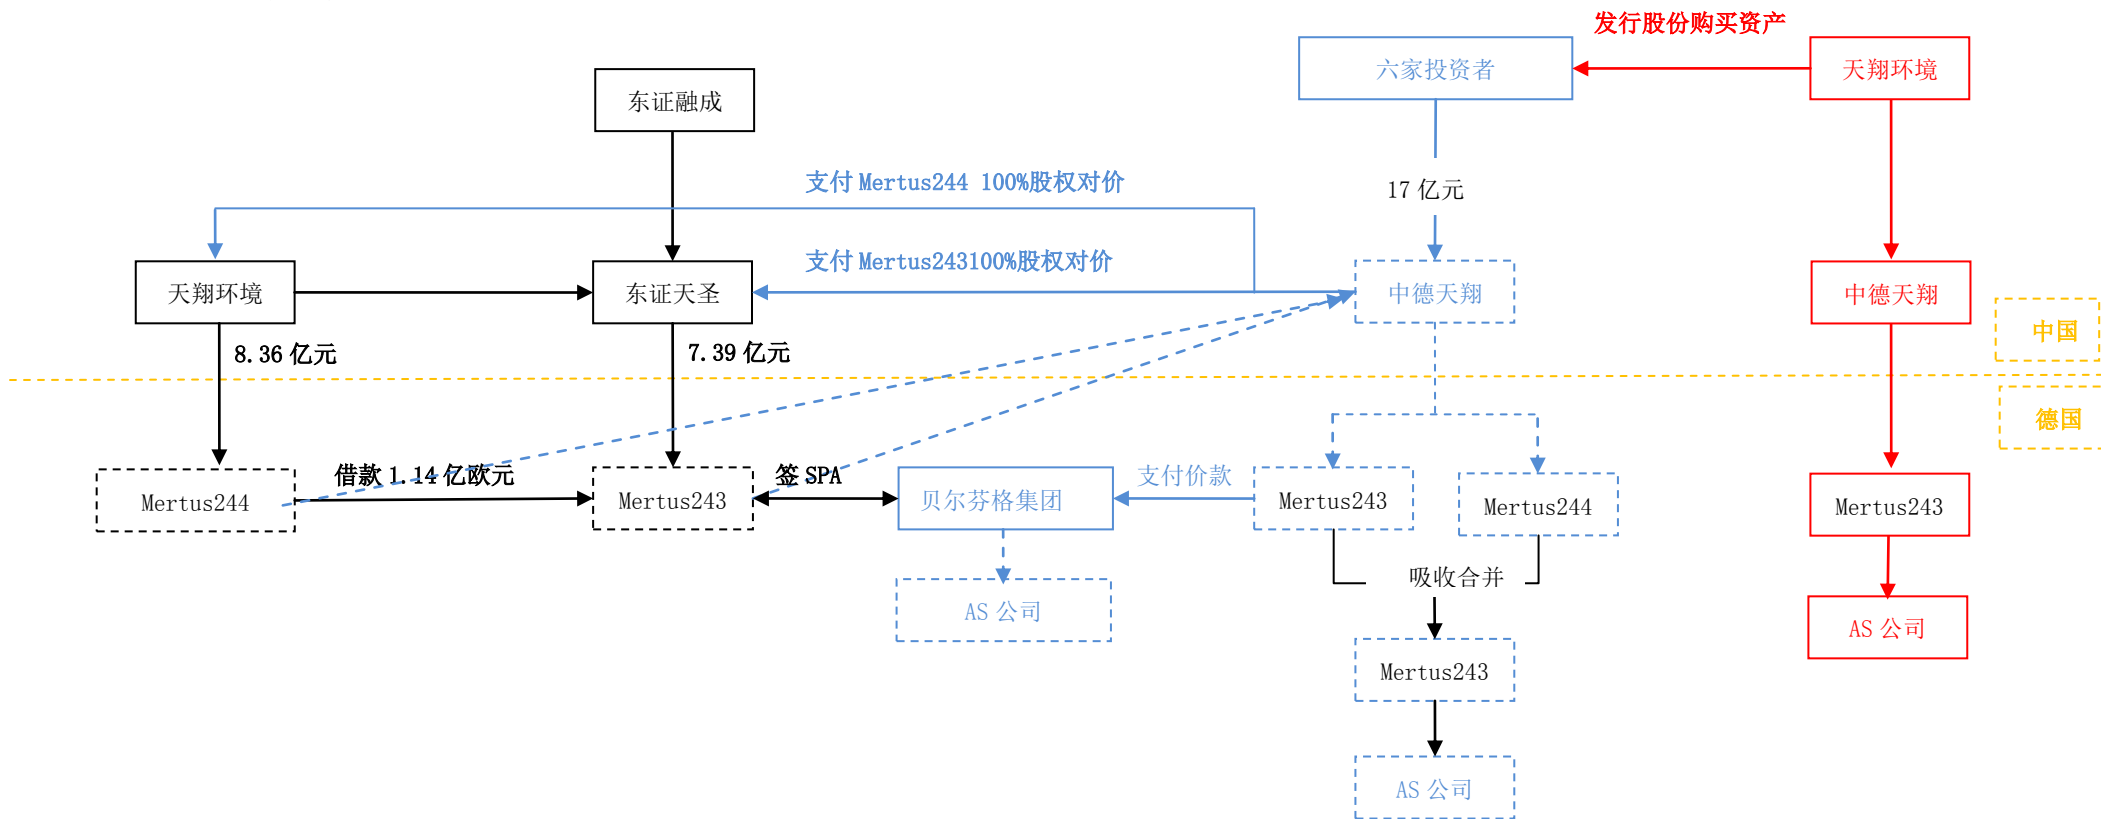 发行股份购买资产
六家投资者
天翔环境
东证融成
支付 Mertus244 100%股权对价
17 亿元
支付 Mertus243100%股权对价
天翔环境
东证天圣
中德天翔
中德天翔
中国
8.36 亿元
7.39 亿元
德国
借款 1.14 亿欧元
签 SPA
支付价款
Mertus244
Mertus243
贝尔芬格集团
Mertus243
Mertus244
Mertus243
吸收合并
AS 公司
AS 公司
Mertus243
AS 公司